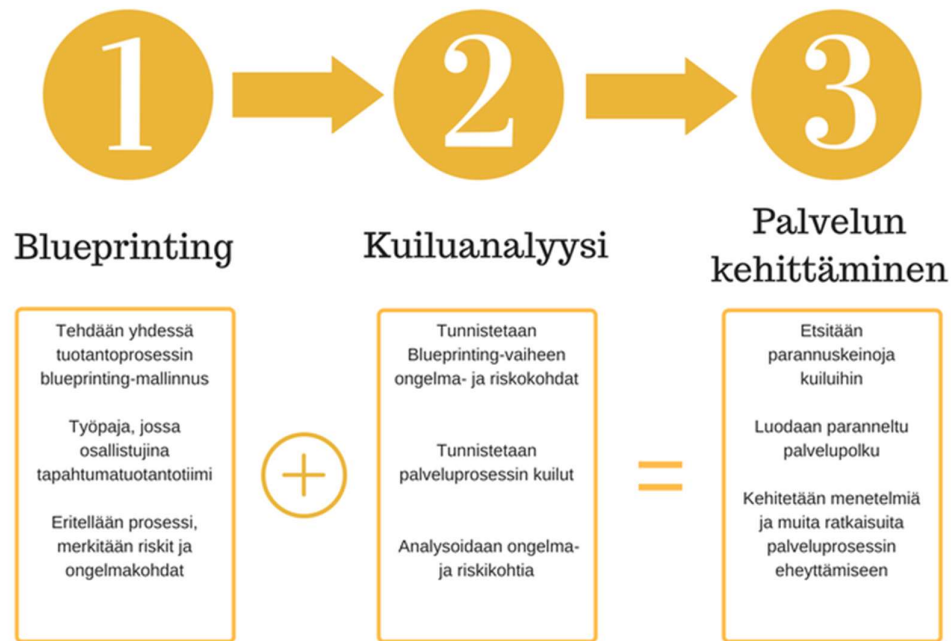 1
2
3
Blueprinting
Kuiluanalyysi
Palvelun
kehittäminen
Tehdään yhdessä
tuotantoprosessin
blueprinting-mallinnus
Työpaja, jossa
osallistujina
tapahtumatuotantotiimi
Eritellään prosessi,
merkitään riskit ja
ongelmakohdat
+
Tunnistetaan
Blueprinting-vaiheen
ongelma- ja riskokohdat
Tunnistetaan
palveluprosessin kuilut
Analysoidaan ongelma-
ja riskikohtia
=
Etsitään
parannuskeinoja
kuiluihin
Luodaan paranneltu
palvelupolku
Kehitetään menetelmiä
ja muita ratkaisuita
palveluprosessin
eheyttämiseen